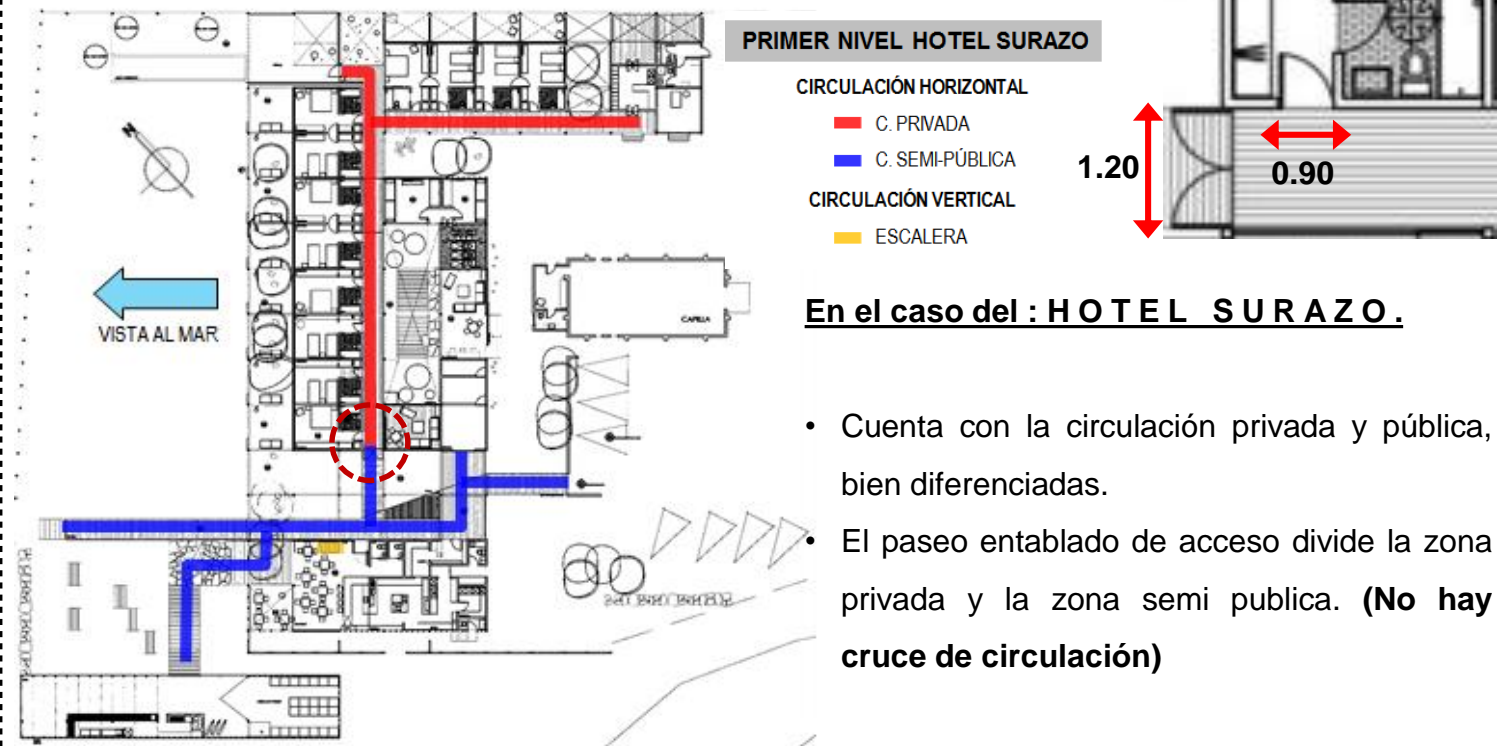 PRIMER NIVEL HOTEL SURAZO
CIRCULACIÓN HORIZONTAL
C. PRIVADA
C. SEMI-PÚBLICA
CIRCULACIÓN VERTICAL
ESCALERA
1.20
0.90
VISTA AL MAR
CAPILLA
En el caso del : H O T E L S U R A Z O .
• Cuenta con la circulación privada y pública,
bien diferenciadas.
• El paseo entablado de acceso divide la zona
privada y la zona semi publica. (No hay
cruce de circulación)